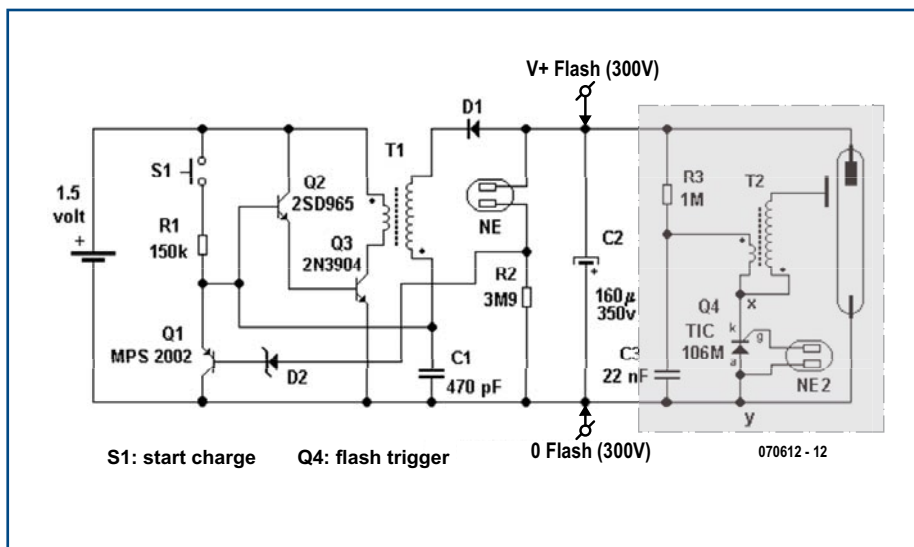 V+ Flash (300V)
D1
T1
S1
Q2
2SD965
1.5
volt
+
R1
150k
Q3
2N3904
NE
R2
3M9
C2
+
160µ
350v
R3
1M
T2
x
Q4
TIC
106M
k
g
a
NE2
C3
22 nF
y
Q1
MPS 2002
D2
C1
470 pF
S1: start charge
Q4: flash trigger
0 Flash (300V)
070612 - 12